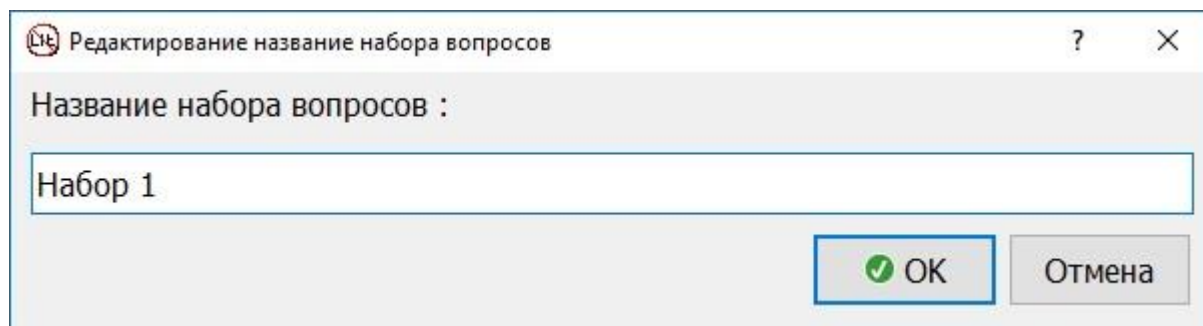 Редактирование название набора вопросов
Название набора вопросов :
Набор 1
OK Отмена